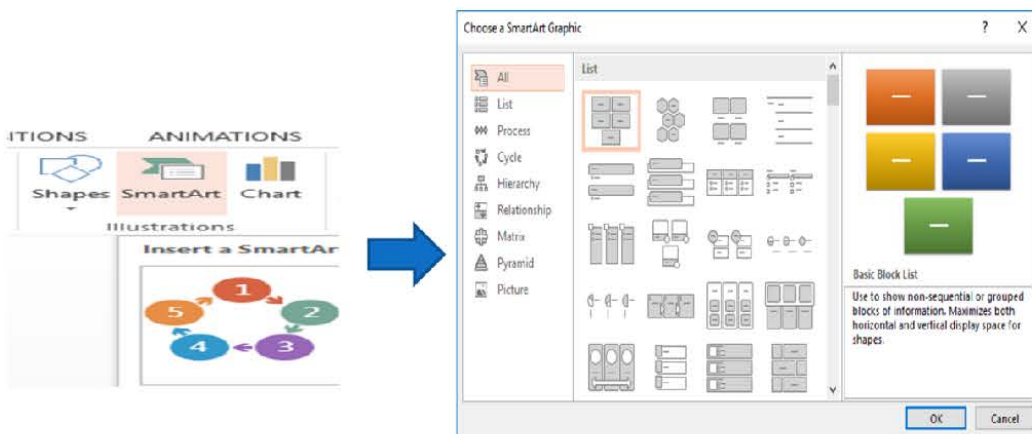 ITIONS ANIMATIONS
Shapes SmartArt Chart
Illustrations
Insert a SmartAr
1
2
3
4
5
Choose a SmartArt Graphic ? X
All
List
Process
Cycle
Hierarchy
Relationship
Matrix
Pyramid
Picture
List
Basic Block List
Use to show non-sequential or grouped
blocks of information. Maximizes both
horizontal and vertical display space for
shapes.
OK Cancel